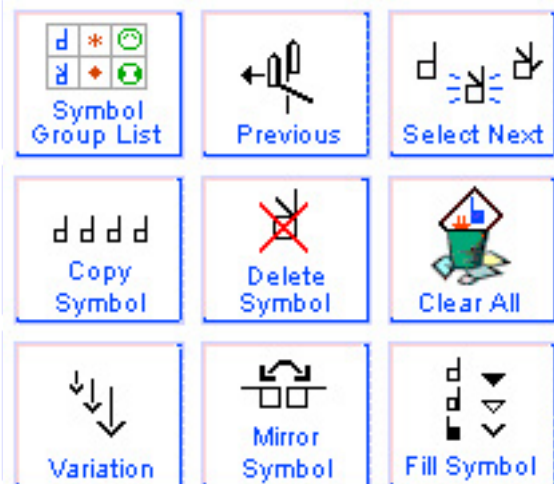 Symbol
Group List
Previous
Select Next
Copy
Symbol
Delete
Symbol
Clear All
Variation
Mirror
Symbol
Fill Symbol